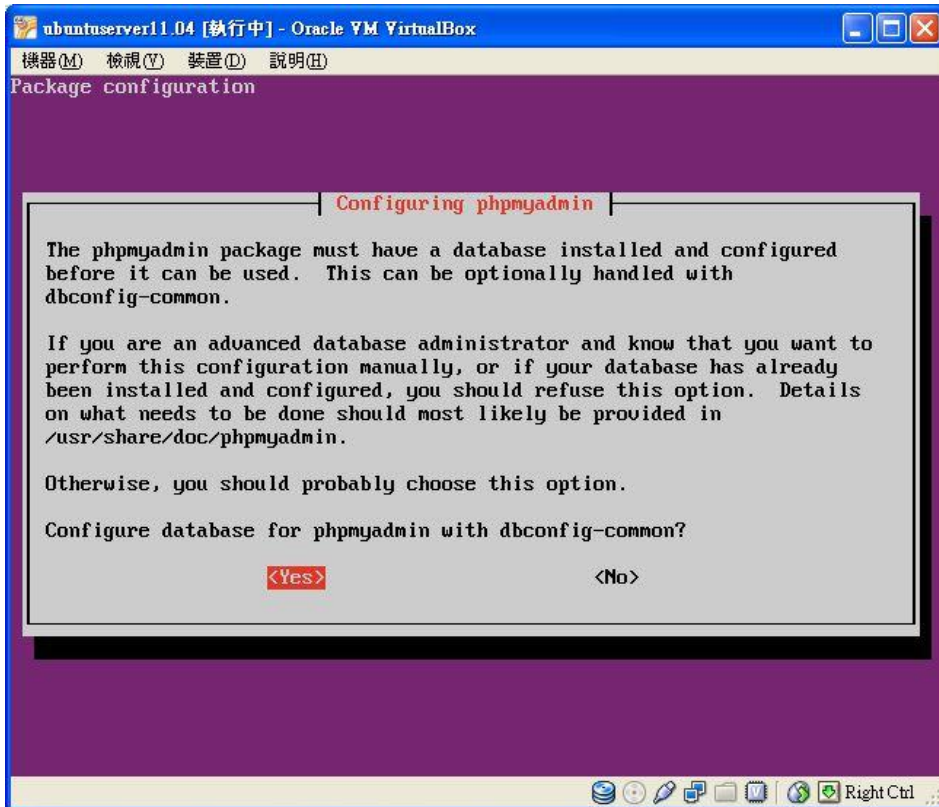 ubuntuserver11.04 [執行中] - Oracle VM VirtualBox
機器(M) 檢視(V) 裝置(D) 說明(H)
Package configuration
Configuring phpmyadmin
The phpmyadmin package must have a database installed and configured
before it can be used.  This can be optionally handled with
dbconfig-common.
If you are an advanced database administrator and know that you want to
perform this configuration manually, or if your database has already
been installed and configured, you should refuse this option.  Details
on what needs to be done should most likely be provided in
/usr/share/doc/phpmyadmin.
Otherwise, you should probably choose this option.
Configure database for phpmyadmin with dbconfig-common?
<Yes> <No>
Right Ctrl